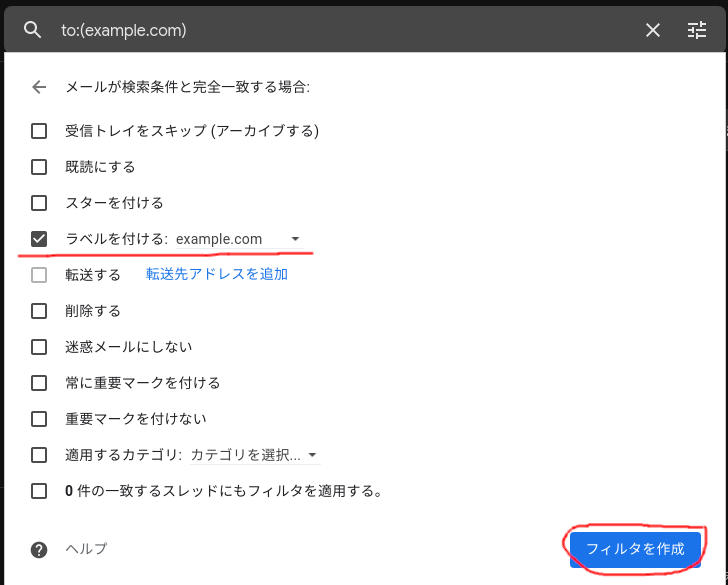 to:(example.com)
メールが検索条件と完全一致する場合:
受信トレイをスキップ (アーカイブする)
既読にする
スターを付ける
ラベルを付ける: example.com
転送する 転送先アドレスを追加
削除する
迷惑メールにしない
常に重要マークを付ける
重要マークを付けない
適用するカテゴリ: カテゴリを選択...
0 件の一致するスレッドにもフィルタを適用する。
ヘルプ フィルタを作成